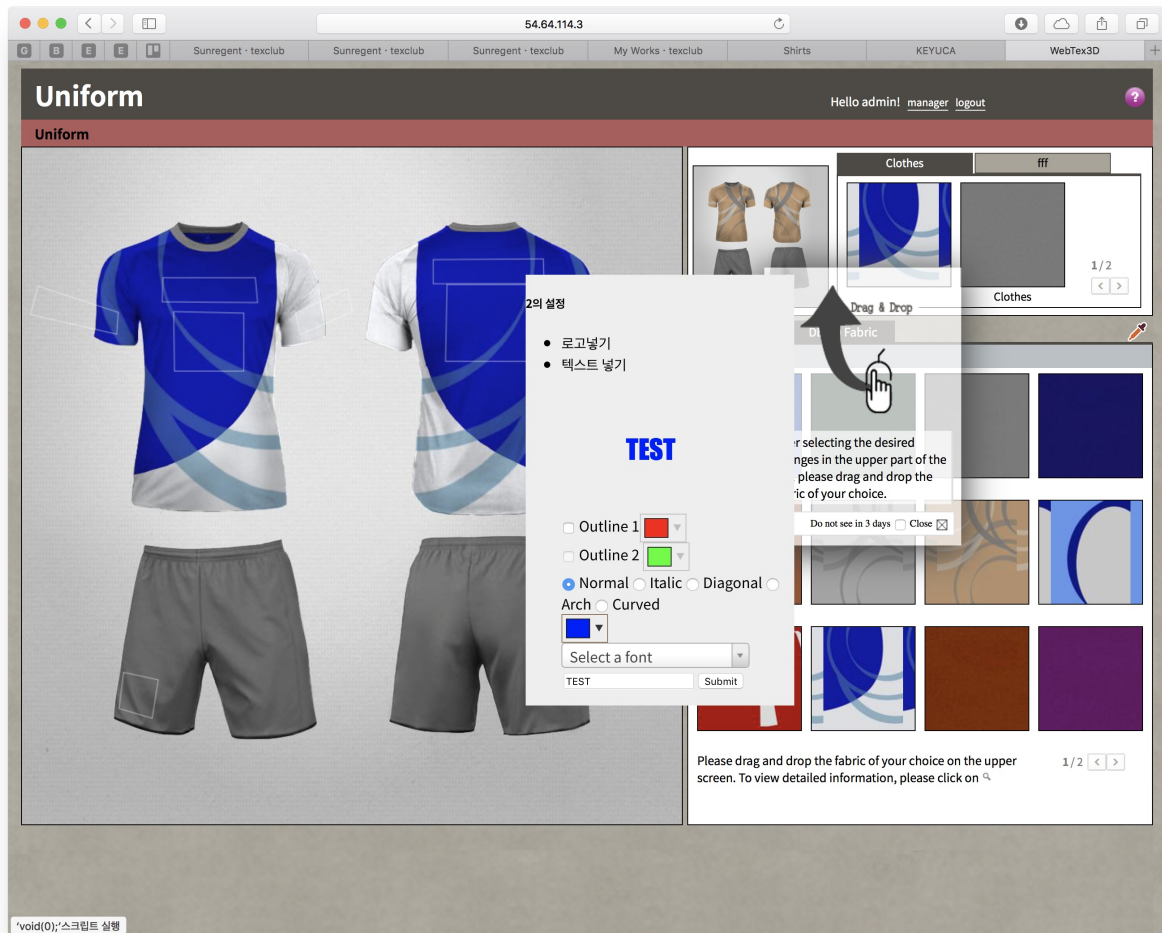 54.64.114.3
G B E E
Sunregent · texclub
Sunregent · texclub
Sunregent · texclub
My Works · texclub
Shirts
KEYUCA
WebTex3D
Uniform
Hello admin! manager logout
?
Uniform
Clothes
fff
1/2
Clothes
Drag & Drop
Fabric
2의 설정
로고넣기
텍스트 넣기
TEST
selecting the desired
in the upper part of the
please drag and drop the
of your choice.
Do not see in 3 days Close
Outline 1
Outline 2
Normal Italic Diagonal
Arch Curved
Select a font
TEST Submit
Please drag and drop the fabric of your choice on the upper
screen. To view detailed information, please click on
1/2
'void(0);'스크립트 실행